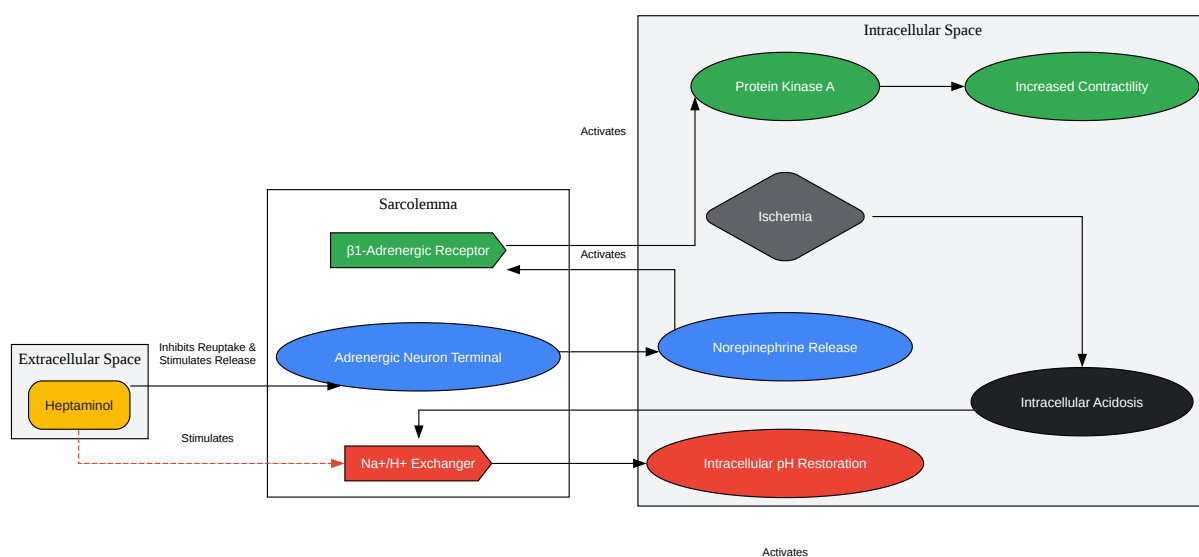 Intracellular Space
Protein Kinase A
Increased Contractility
Activates
Sarcolemma
Ischemia
β1-Adrenergic Receptor
Activates
Inhibits Reuptake &
Stimulates Release
Extracellular Space
Adrenergic Neuron Terminal
Norepinephrine Release
Heptaminol
Intracellular Acidosis
Stimulates
Na+/H+ Exchanger
Intracellular pH Restoration
Activates